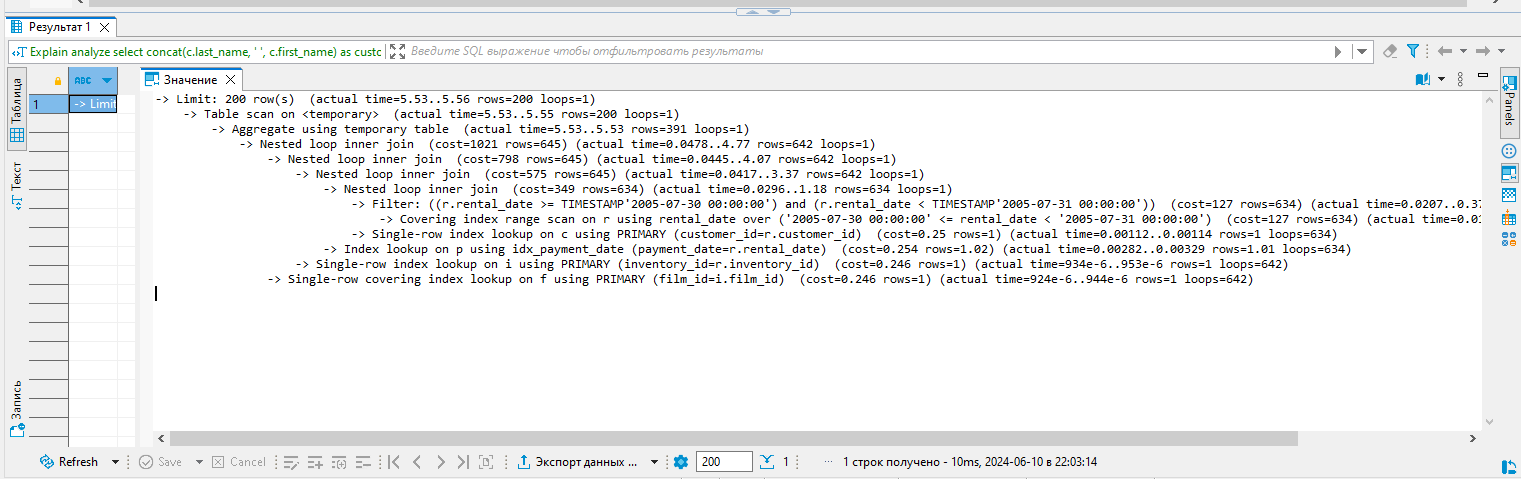 Результат 1
Explain analyze select concat(c.last_name, ' ', c.first_name) as custc
Введите SQL выражение чтобы отфильтровать результаты
Таблица
Текст
Запись
ABC
1
-> Limit
Значение
-> Limit: 200 row(s)  (actual time=5.53..5.56 rows=200 loops=1)
-> Table scan on <temporary>  (actual time=5.53..5.55 rows=200 loops=1)
-> Aggregate using temporary table  (actual time=5.53..5.53 rows=391 loops=1)
-> Nested loop inner join  (cost=1021 rows=645) (actual time=0.0478..4.77 rows=642 loops=1)
-> Nested loop inner join  (cost=798 rows=645) (actual time=0.0445..4.07 rows=642 loops=1)
-> Nested loop inner join  (cost=575 rows=645) (actual time=0.0417..3.37 rows=642 loops=1)
-> Nested loop inner join  (cost=349 rows=634) (actual time=0.0296..1.18 rows=634 loops=1)
-> Filter: ((r.rental_date >= TIMESTAMP'2005-07-30 00:00:00') and (r.rental_date < TIMESTAMP'2005-07-31 00:00:00'))  (cost=127 rows=634) (actual time=0.0207..0.37
-> Covering index range scan on r using rental_date over ('2005-07-30 00:00:00' <= rental_date < '2005-07-31 00:00:00')  (cost=127 rows=634) (actual time=0.01
-> Single-row index lookup on c using PRIMARY (customer_id=r.customer_id)  (cost=0.25 rows=1) (actual time=0.00112..0.00114 rows=1 loops=634)
-> Index lookup on p using idx_payment_date (payment_date=r.rental_date)  (cost=0.254 rows=1.02) (actual time=0.00282..0.00329 rows=1.01 loops=634)
-> Single-row index lookup on i using PRIMARY (inventory_id=r.inventory_id)  (cost=0.246 rows=1) (actual time=934e-6..953e-6 rows=1 loops=642)
-> Single-row covering index lookup on f using PRIMARY (film_id=i.film_id)  (cost=0.246 rows=1) (actual time=924e-6..944e-6 rows=1 loops=642)
Panels
Refresh
Save
Cancel
Экспорт данных ...
200
1
... 1 строк получено - 10ms, 2024-06-10 в 22:03:14